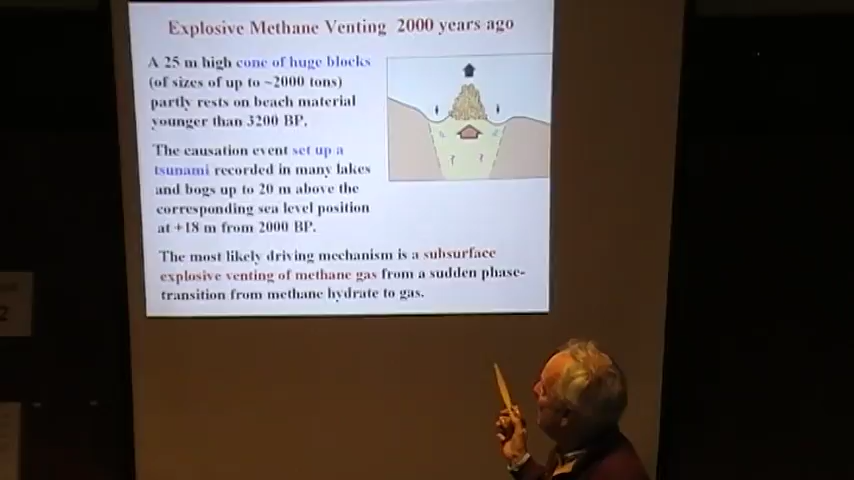 Explosive Methane Venting 2000 years ago
A 25 m high cone of huge blocks
(of sizes of up to ~2000 tons)
partly rests on beach material
younger than 3200 BP.
The causation event set up a
tsunami recorded in many lakes
and bogs up to 20 m above the
corresponding sea level position
at +18 m from 2000 BP.
The most likely driving mechanism is a subsurface
explosive venting of methane gas from a sudden phase-
transition from methane hydrate to gas.
2